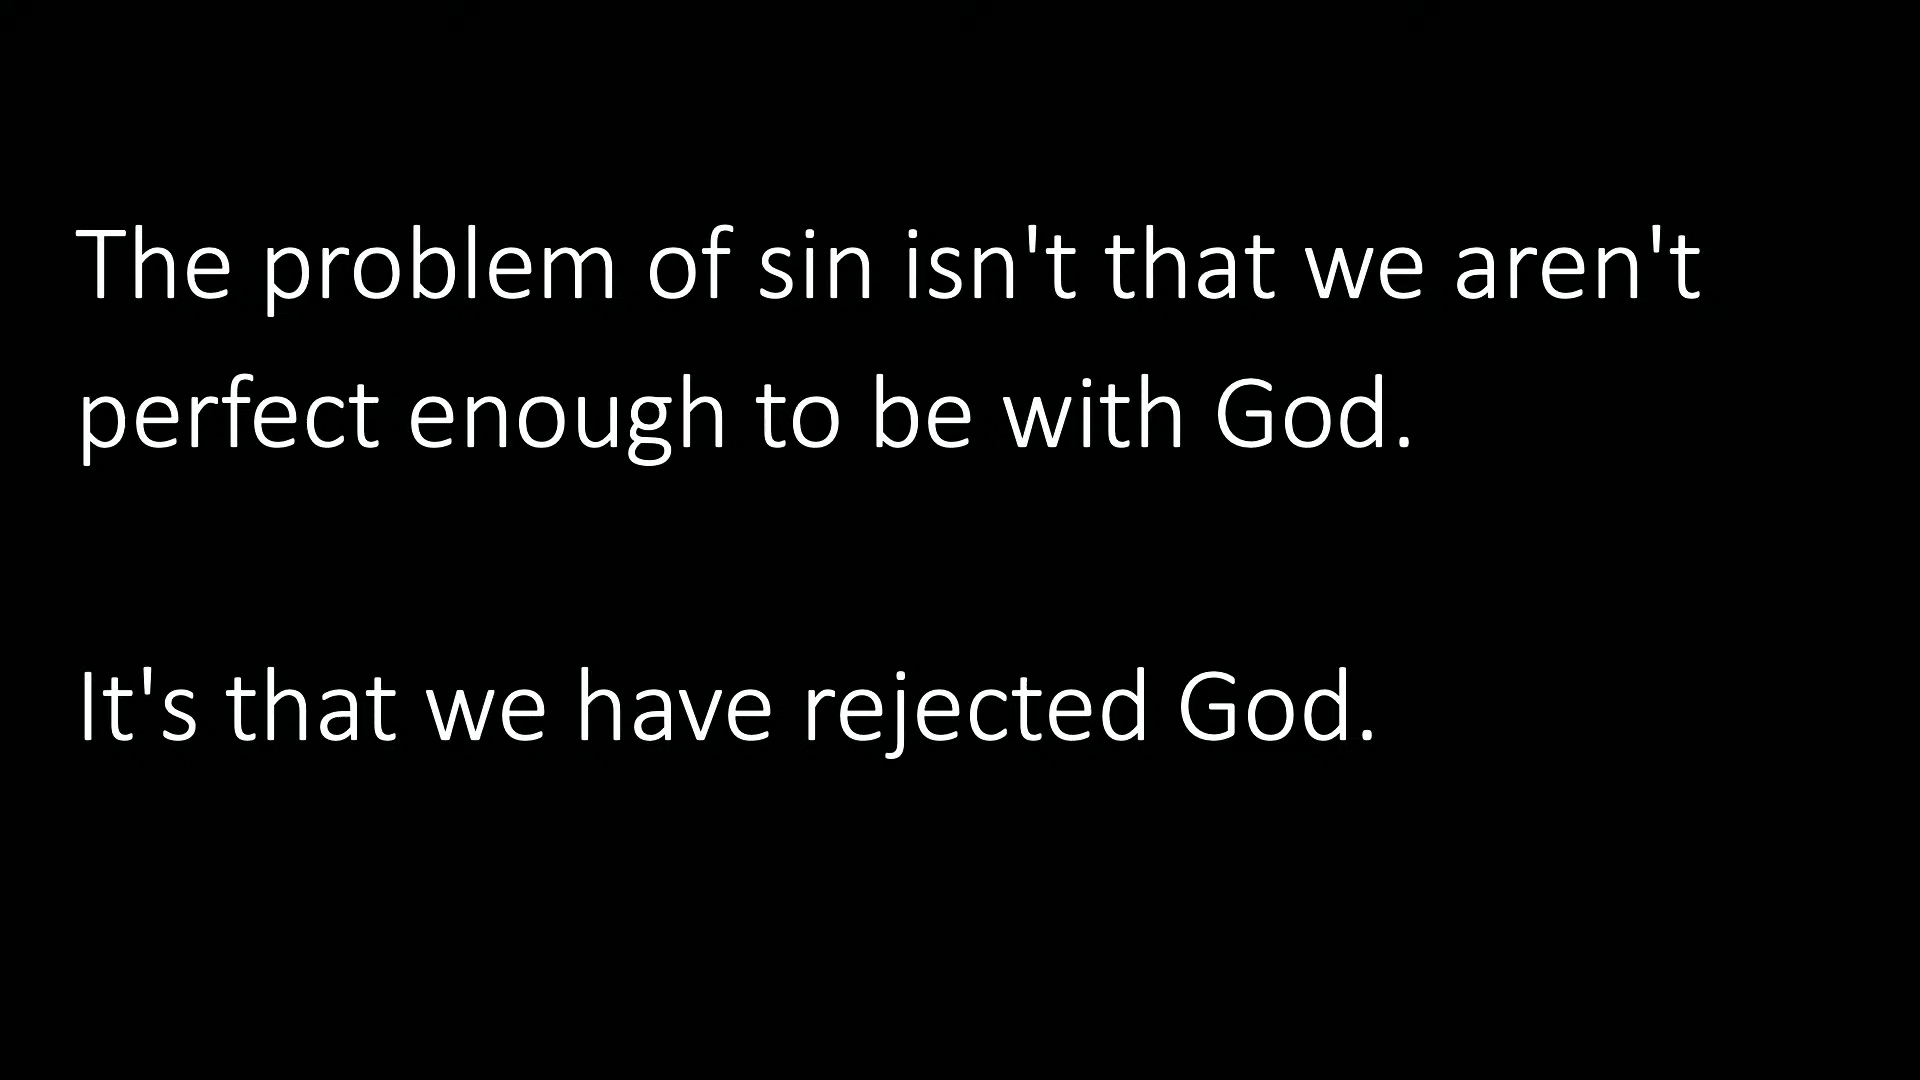 The problem of sin isn't that we aren't
perfect enough to be with God.
It's that we have rejected God.